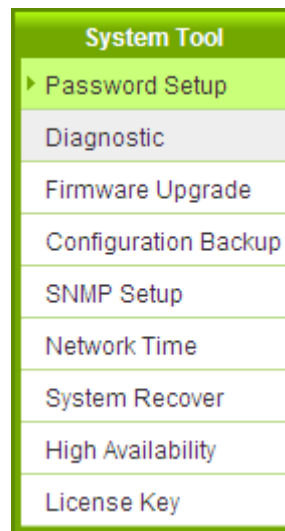 System Tool
Password Setup
Diagnostic
Firmware Upgrade
Configuration Backup
SNMP Setup
Network Time
System Recover
High Availability
License Key